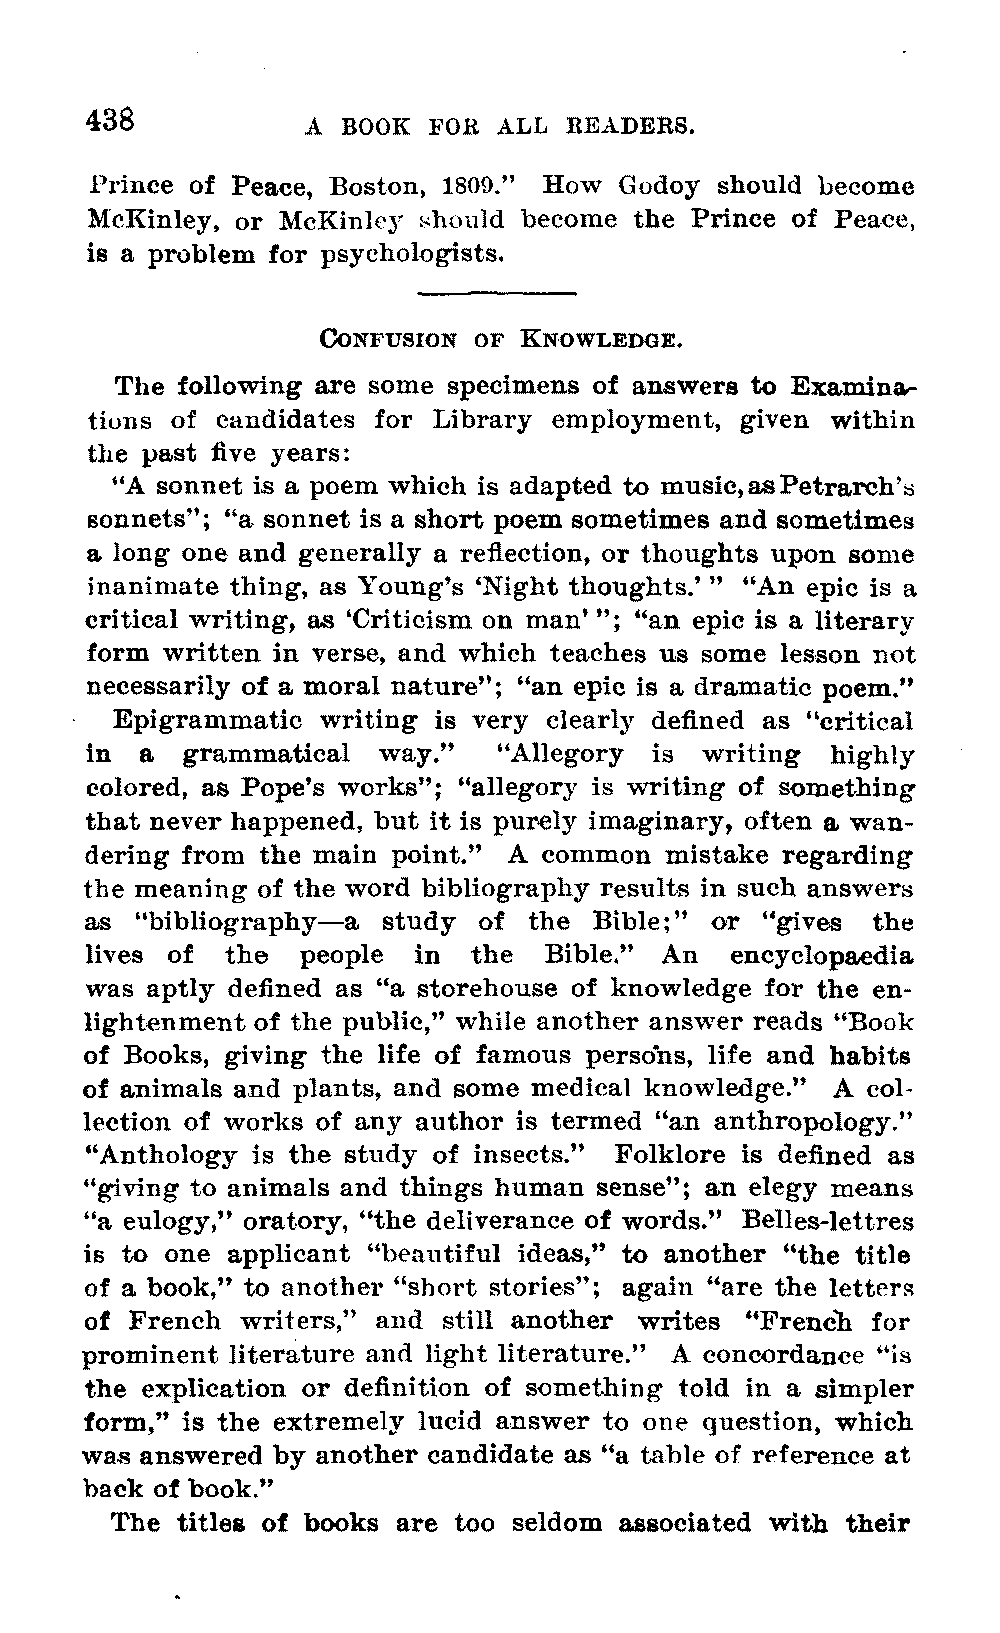 438
A BOOK FOR ALL READERS.
Prince of Peace, Boston, 1809.” How Godoy should become
McKinley, or McKinley should become the Prince of Peace,
is a problem for psychologists.
CONFUSION OF KNOWLEDGE.
The following are some specimens of answers to Examina-
tions of candidates for Library employment, given within
the past five years:
“A sonnet is a poem which is adapted to music, as Petrarch’s
sonnets”; “a sonnet is a short poem sometimes and sometimes
a long one and generally a reflection, or thoughts upon some
inanimate thing, as Young’s ‘Night thoughts.’ ” “An epic is a
critical writing, as ‘Criticism on man’ ”; “an epic is a literary
form written in verse, and which teaches us some lesson not
necessarily of a moral nature”; “an epic is a dramatic poem.”
Epigrammatic writing is very clearly defined as “critical
in a grammatical way.” “Allegory is writing highly
colored, as Pope’s works”; “allegory is writing of something
that never happened, but it is purely imaginary, often a wan-
dering from the main point.” A common mistake regarding
the meaning of the word bibliography results in such answers
as “bibliography—a study of the Bible;” or “gives the
lives of the people in the Bible.” An encyclopaedia
was aptly defined as “a storehouse of knowledge for the en-
lightenment of the public,” while another answer reads “Book
of Books, giving the life of famous persons, life and habits
of animals and plants, and some medical knowledge.” A col-
lection of works of any author is termed “an anthropology.”
“Anthology is the study of insects.” Folklore is defined as
“giving to animals and things human sense”; an elegy means
“a eulogy,” oratory, “the deliverance of words.” Belles-lettres
is to one applicant “beautiful ideas,” to another “the title
of a book,” to another “short stories”; again “are the letters
of French writers,” and still another writes “French for
prominent literature and light literature.” A concordance “is
the explication or definition of something told in a simpler
form,” is the extremely lucid answer to one question, which
was answered by another candidate as “a table of reference at
back of book.”
The titles of books are too seldom associated with their